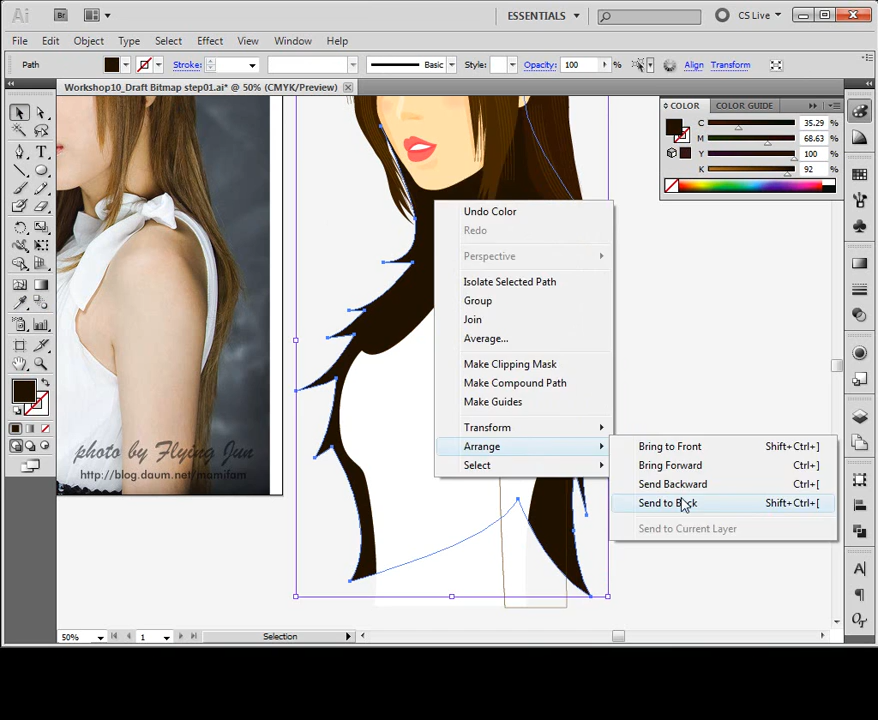 Ai Br ESSENTIALS CS Live
File Edit Object Type Select Effect View Window Help
Path Stroke: Basic Style: Opacity: 100 % Align Transform
Workshop10_Draft Bitmap step01.ai* @ 50% (CMYK/Preview)
COLOR COLOR GUIDE
C 35.29
M 68.63
Y 100
K 92
Undo Color
Redo
Perspective
Isolate Selected Path
Group
Join
Average...
Make Clipping Mask
Make Compound Path
Make Guides
Transform
Arrange
Select
Bring to Front Shift+Ctrl+]
Bring Forward Ctrl+]
Send Backward Ctrl+[
Send to Back Shift+Ctrl+[
Send to Current Layer
photo by Flying Jun
http://blog.daum.net/mamifam
50% 1 Selection